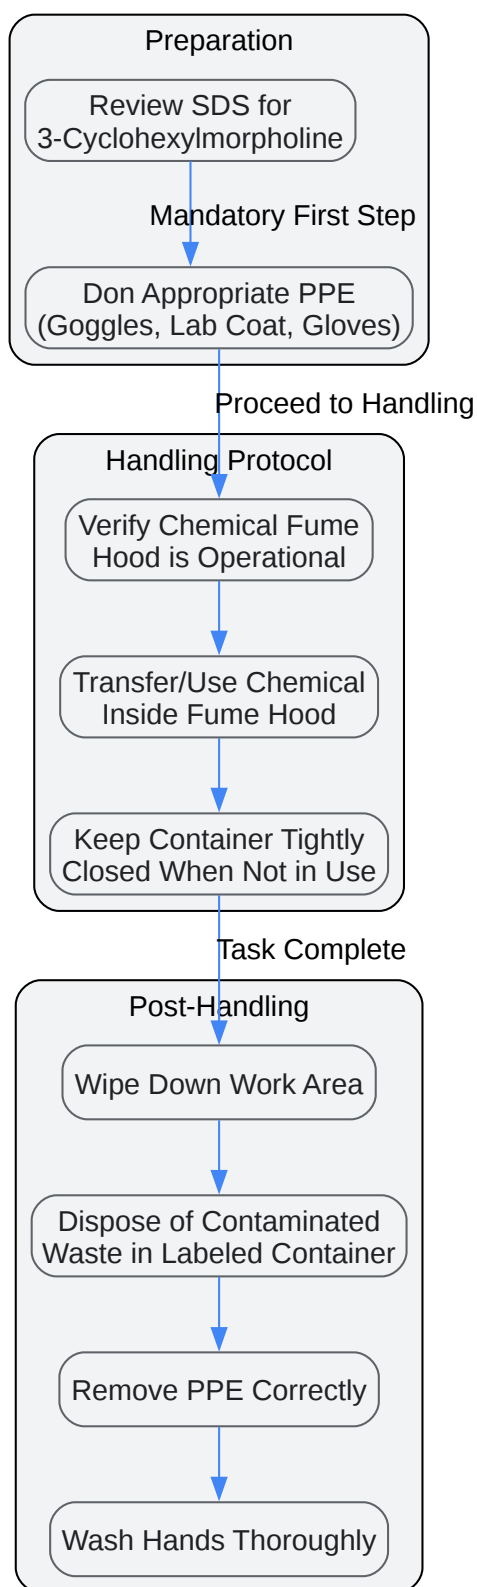 Preparation
Review SDS for
3-Cyclohexylmorpholine
Mandatory First Step
Don Appropriate PPE
(Goggles, Lab Coat, Gloves)
Proceed to Handling
Handling Protocol
Verify Chemical Fume
Hood is Operational
Transfer/Use Chemical
Inside Fume Hood
Keep Container Tightly
Closed When Not in Use
Task Complete
Post-Handling
Wipe Down Work Area
Dispose of Contaminated
Waste in Labeled Container
Remove PPE Correctly
Wash Hands Thoroughly